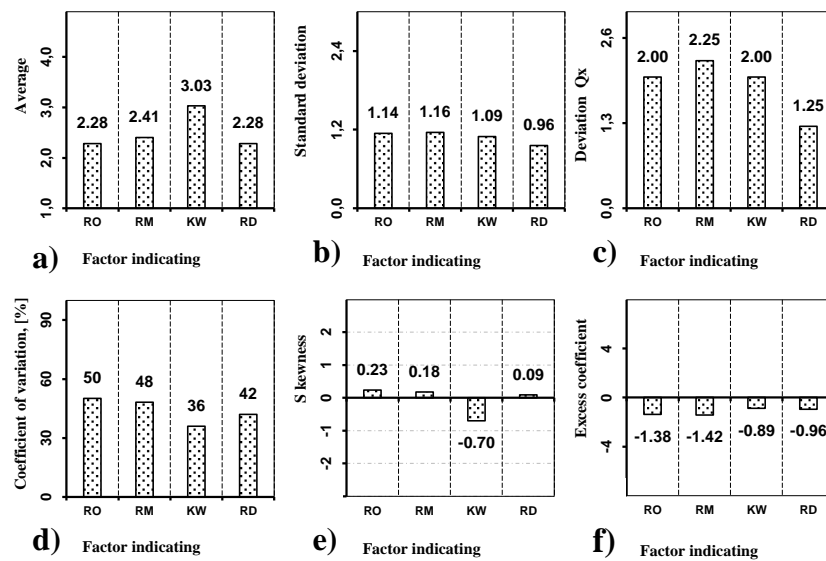 Average
4,0
3,0
2,0
1,0
2.28
2.41
3.03
2.28
RO RM KW RD
a) Factor indicating
Standard deviation
2,4
1,2
0,0
1.14
1.16
1.09
0.96
RO RM KW RD
b) Factor indicating
Deviation Qx
2,6
1,3
0,0
2.00
2.25
2.00
1.25
RO RM KW RD
c) Factor indicating
Coefficient of variation, [%]
90
60
30
0
50
48
36
42
RO RM KW RD
d) Factor indicating
S kewness
2
1
0
-1
-2
0.23
0.18
-0.70
0.09
RO RM KW RD
e) Factor indicating
Excess coefficient
4
0
-4
-1.38
-1.42
-0.89
-0.96
RO RM KW RD
f) Factor indicating